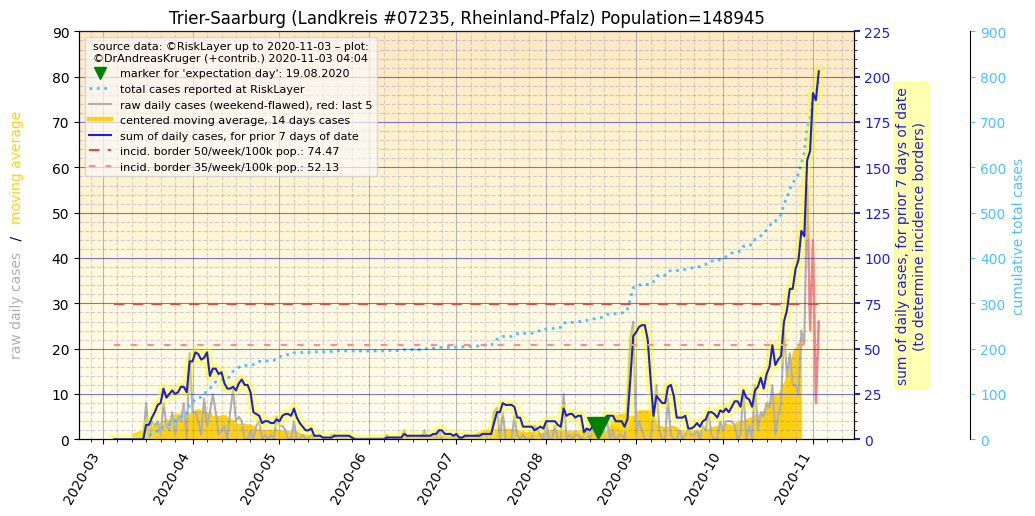 Trier-Saarburg (Landkreis #07235, Rheinland-Pfalz) Population=148945
source data: ©RiskLayer up to 2020-11-03 – plot:
©DrAndreasKruger (+contrib.) 2020-11-03 04:04
marker for 'expectation day': 19.08.2020
total cases reported at RiskLayer
raw daily cases (weekend-flawed), red: last 5
centered moving average, 14 days cases
sum of daily cases, for prior 7 days of date
incid. border 50/week/100k pop.: 74.47
incid. border 35/week/100k pop.: 52.13
raw daily cases / moving average
90
80
70
60
50
40
30
20
10
0
225
200
175
150
125
100
75
50
25
0
sum of daily cases, for prior 7 days of date
(to determine incidence borders)
900
800
700
600
500
400
300
200
100
0
cumulative total cases
2020-03
2020-04
2020-05
2020-06
2020-07
2020-08
2020-09
2020-10
2020-11